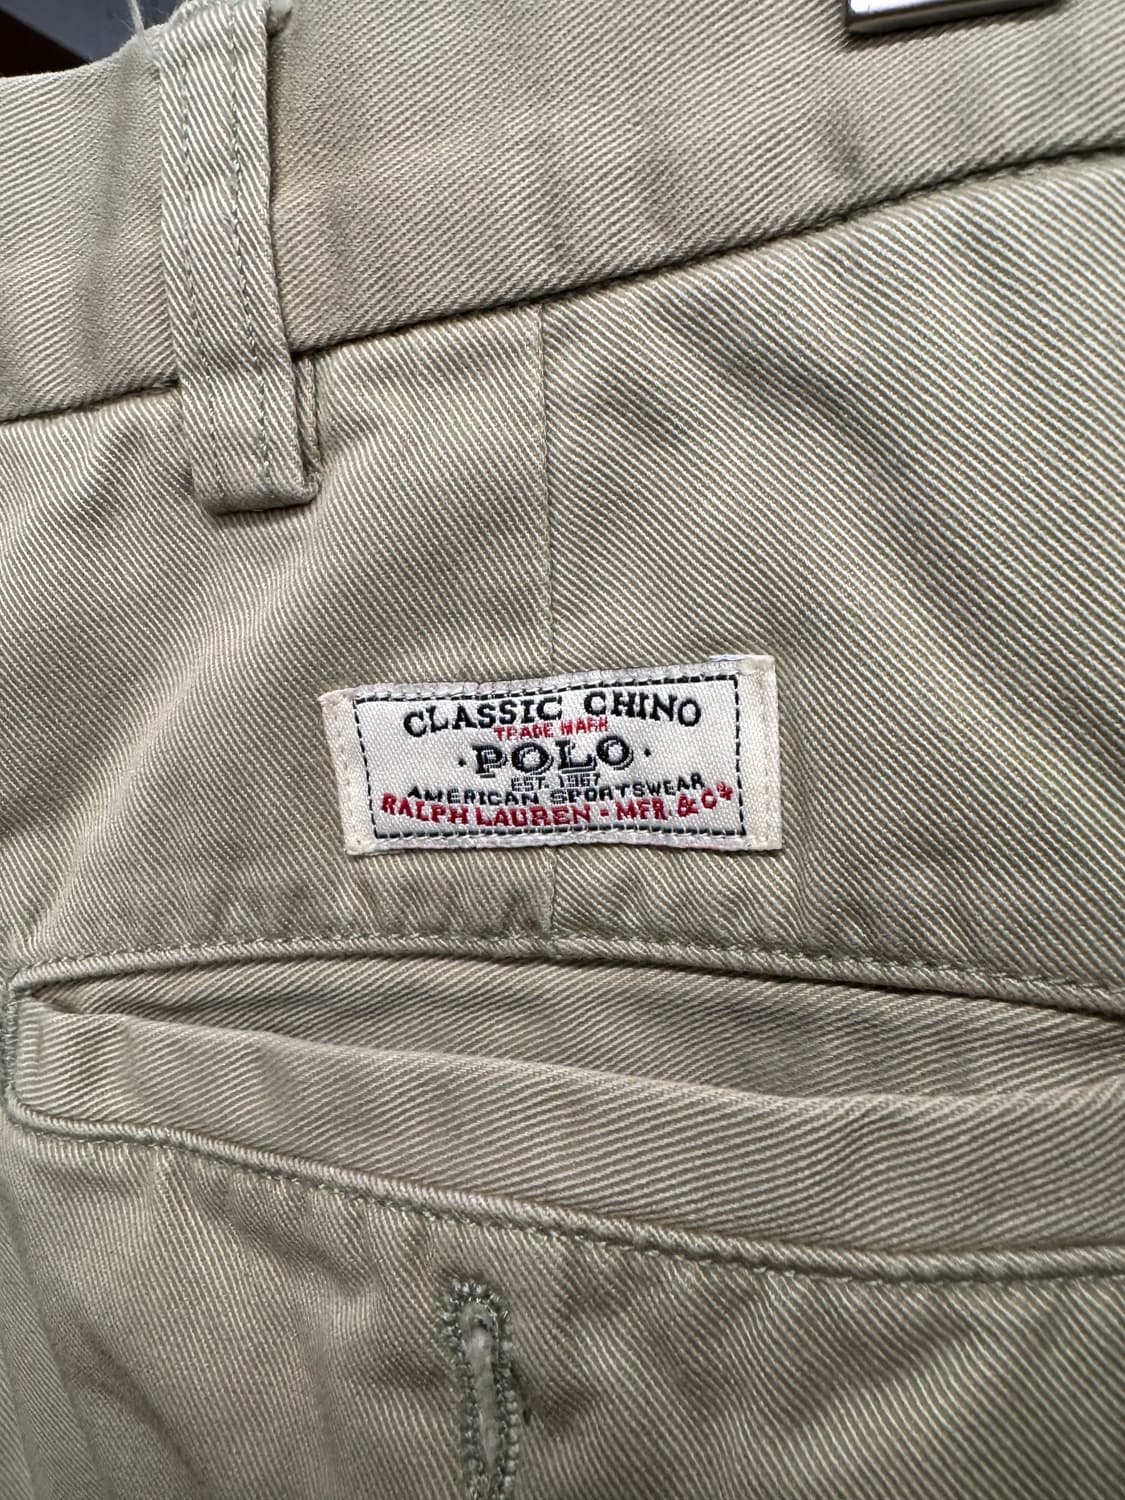 CLASSIC CHINO
TRADE MARK
·POLO·
EST. 1967
AMERICAN SPORTSWEAR
RALPH LAUREN - MFR. & Co